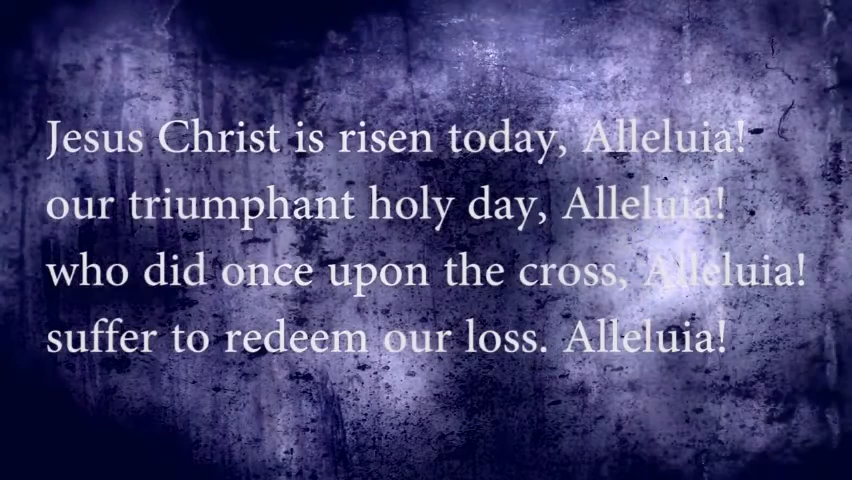 Jesus Christ is risen today, Alleluia!
our triumphant holy day, Alleluia!
who did once upon the cross, Alleluia!
suffer to redeem our loss. Alleluia!